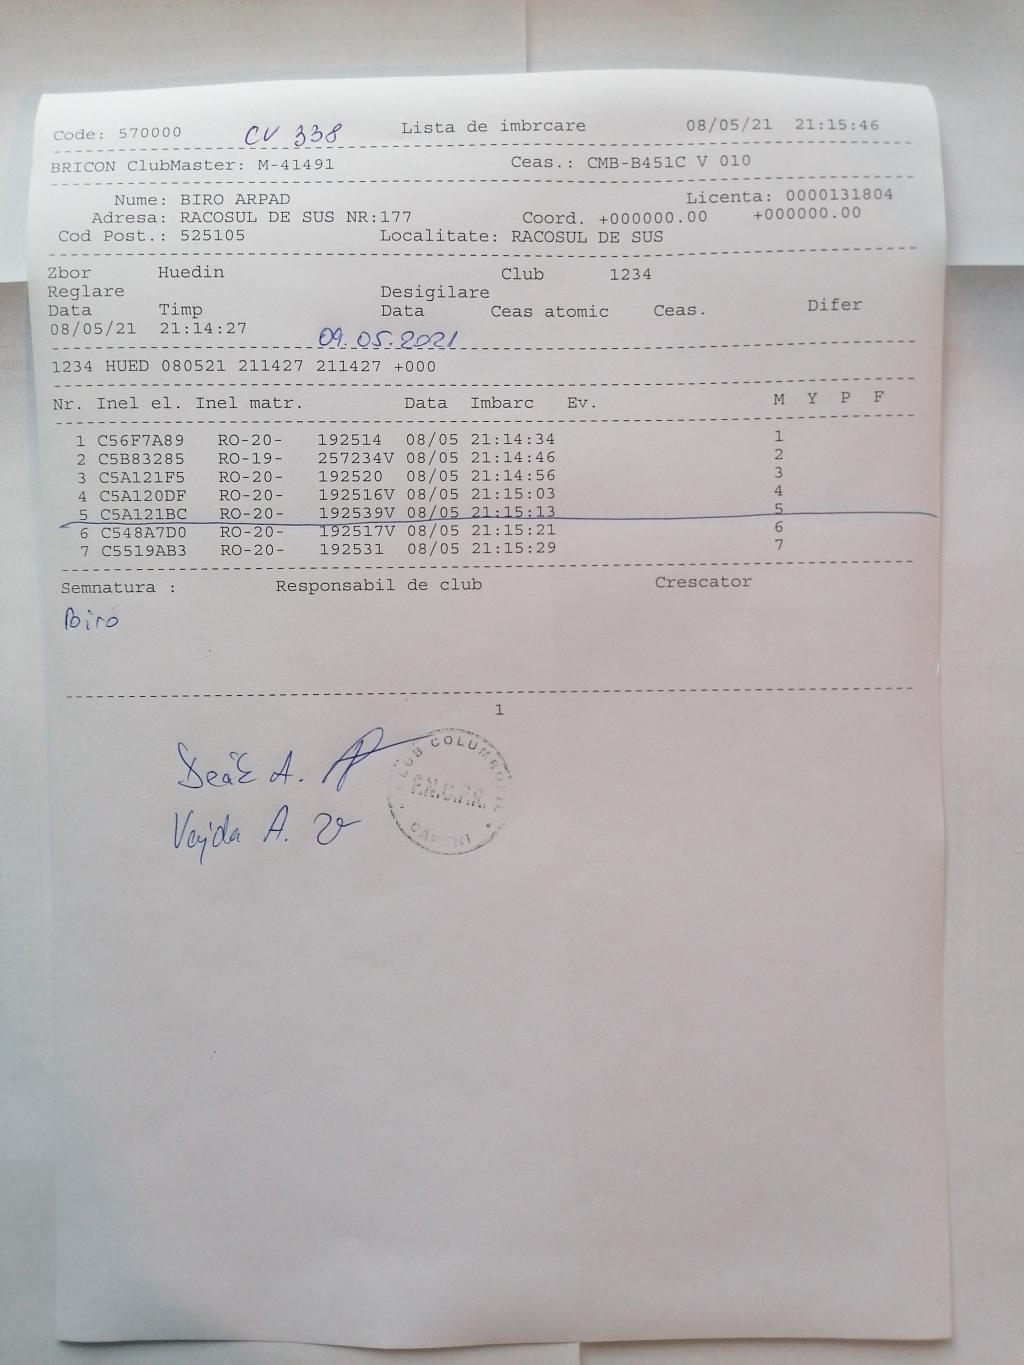 Code: 570000 CV 338 Lista de imbrcare 08/05/21 21:15:46
BRICON ClubMaster: M-41491 Ceas.: CMB-B451C V 010
Nume: BIRO ARPAD Licenta: 0000131804
Adresa: RACOSUL DE SUS NR:177 Coord. +000000.00 +000000.00
Cod Post.: 525105 Localitate: RACOSUL DE SUS
Zbor Huedin Club 1234
Reglare Desigilare
Data Timp Data Ceas atomic Ceas. Difer
08/05/21 21:14:27
09.05.2021
1234 HUED 080521 211427 211427 +000
Nr. Inel el. Inel matr. Data Imbarc Ev. M Y P F
1 C56F7A89 RO-20- 192514 08/05 21:14:34 1
2 C5B83285 RO-19- 257234V 08/05 21:14:46 2
3 C5A121F5 RO-20- 192520 08/05 21:14:56 3
4 C5A120DF RO-20- 192516V 08/05 21:15:03 4
5 C5A121BC RO-20- 192539V 08/05 21:15:13 5
6 C548A7D0 RO-20- 192517V 08/05 21:15:21 6
7 C5519AB3 RO-20- 192531 08/05 21:15:29 7
Semnatura : Responsabil de club Crescator
Biró
1
Deák A.
Vajda A.
CLUB COLUMBOFIL
F.N.C.P.R.
CAPENI